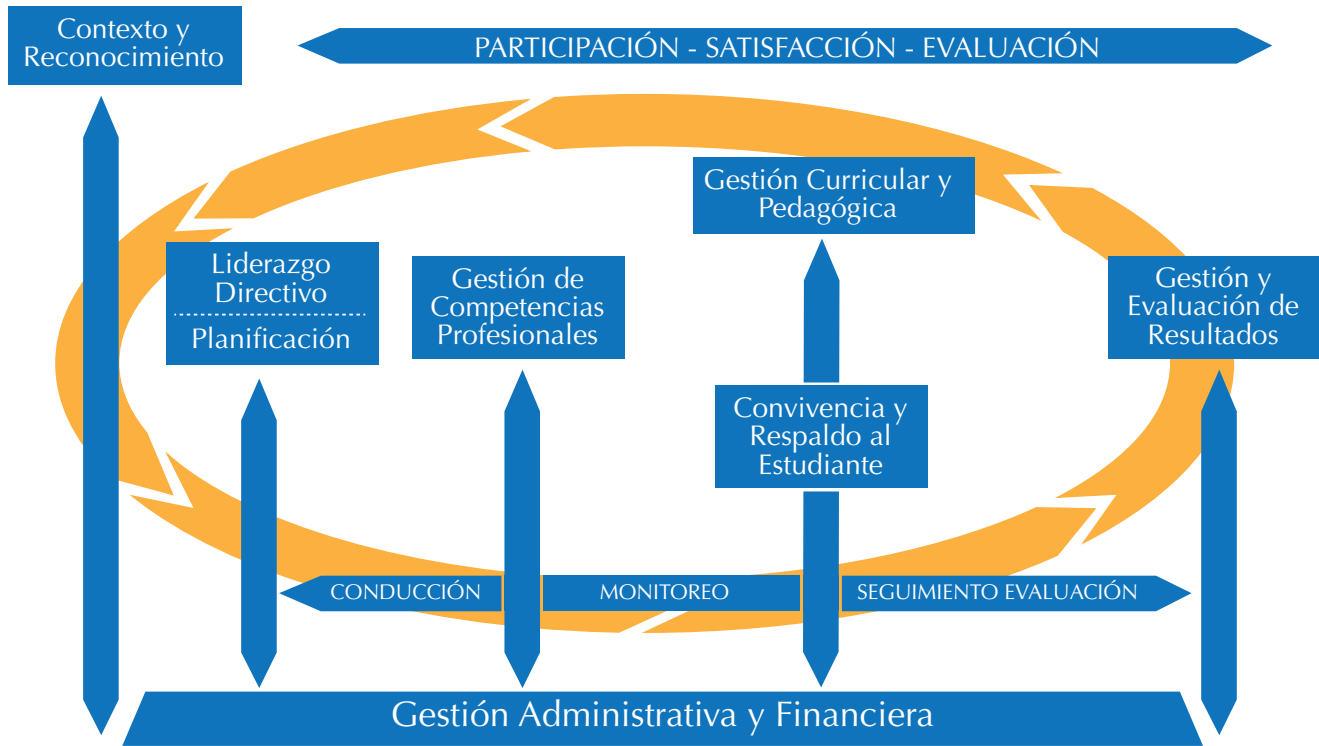 Contexto y
Reconocimiento
PARTICIPACIÓN - SATISFACCIÓN - EVALUACIÓN
Gestión Curricular y
Pedagógica
Liderazgo
Directivo
Planificación
Gestión de
Competencias
Profesionales
Gestión y
Evaluación de
Resultados
Convivencia y
Respaldo al
Estudiante
CONDUCCIÓN
MONITOREO
SEGUIMIENTO EVALUACIÓN
Gestión Administrativa y Financiera